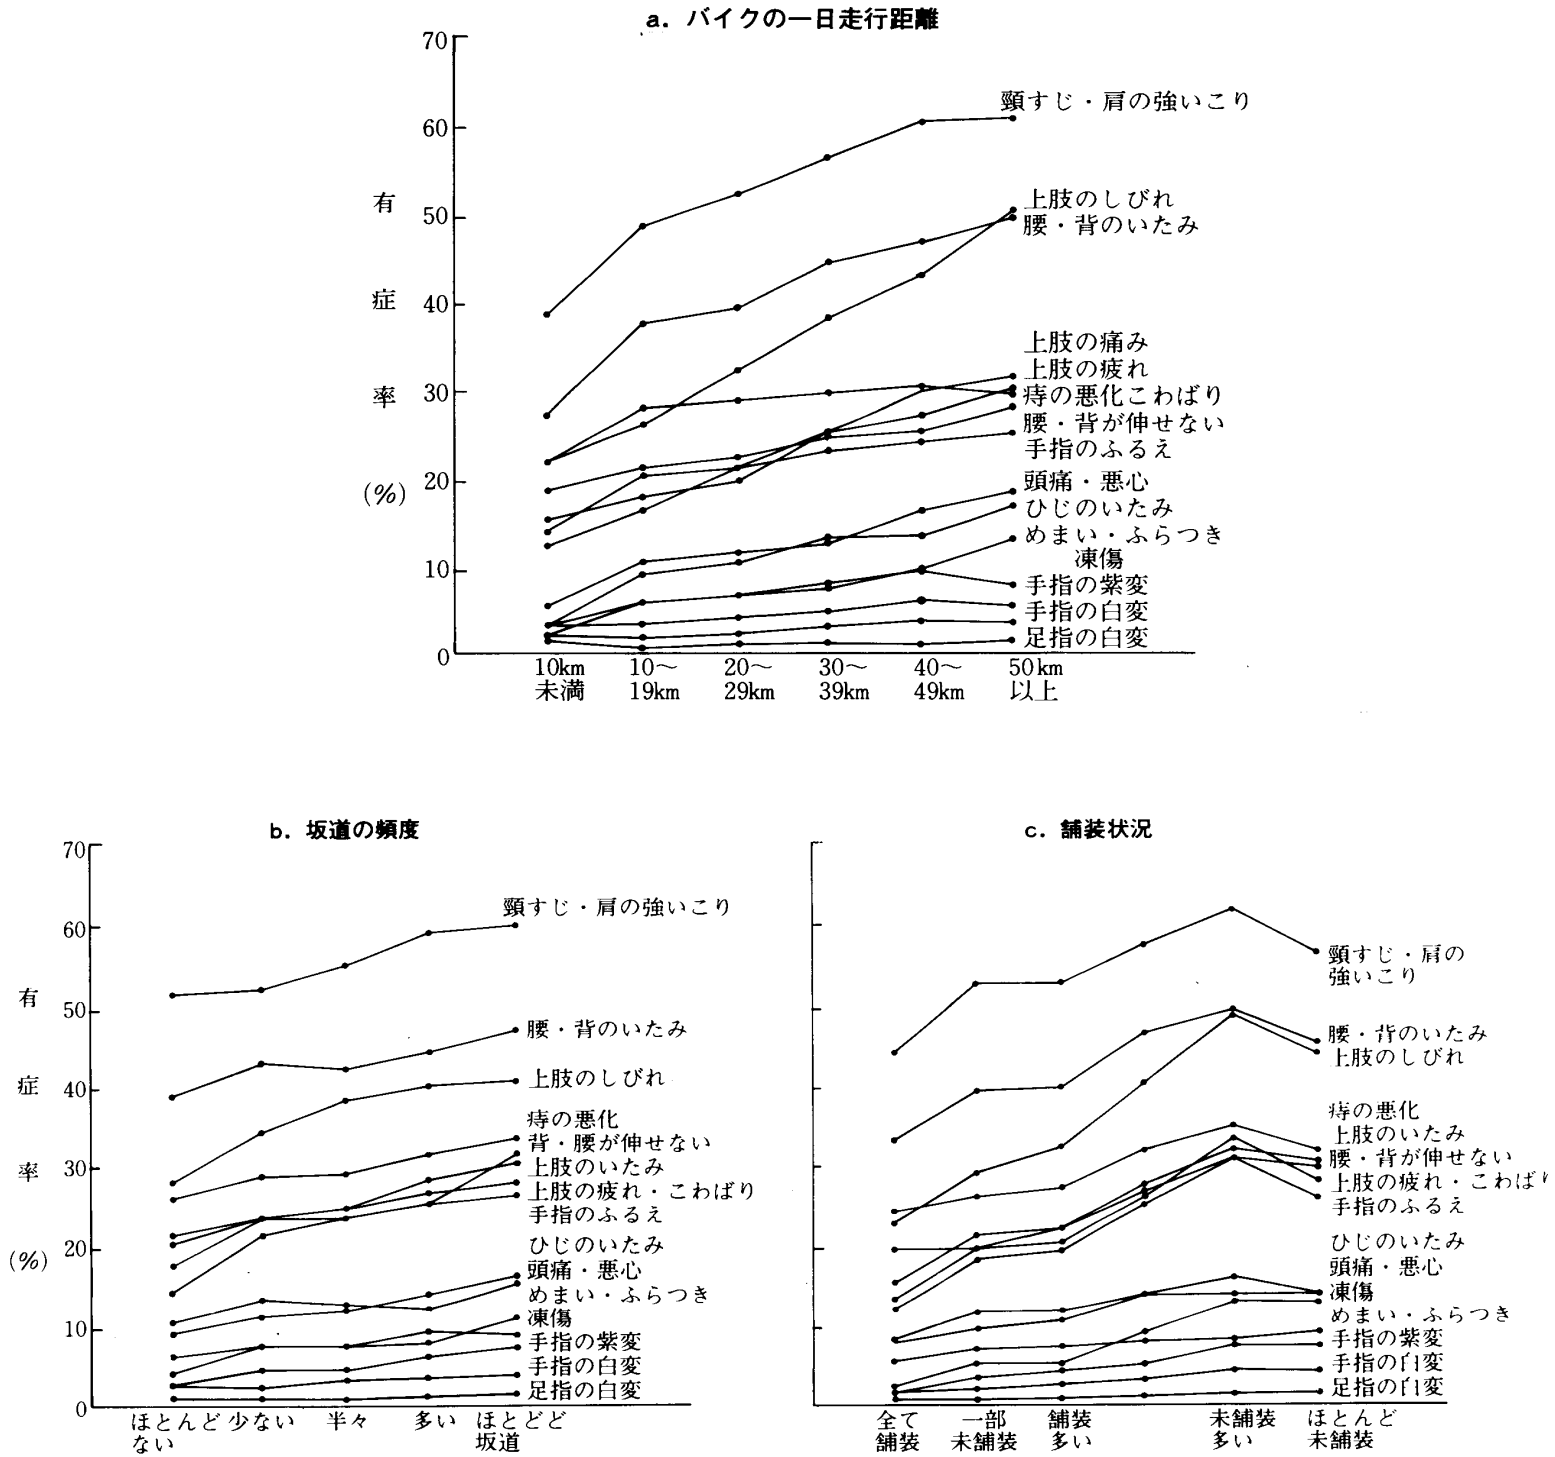 a. バイクの一日走行距離
70
60
50
40
30
20
10
0
有
症
率
(%)
頸すじ・肩の強いこり
上肢のしびれ
腰・背のいたみ
上肢の痛み
上肢の疲れ
痔の悪化こわばり
腰・背が伸せない
手指のふるえ
頭痛・悪心
ひじのいたみ
めまい・ふらつき
凍傷
手指の紫変
手指の白変
足指の白変
10km 10〜 20〜 30〜 40〜 50km
未満 19km 29km 39km 49km 以上
b. 坂道の頻度
70
60
50
40
30
20
10
0
有
症
率
(%)
頸すじ・肩の強いこり
腰・背のいたみ
上肢のしびれ
痔の悪化
背・腰が伸せない
上肢のいたみ
上肢の疲れ・こわばり
手指のふるえ
ひじのいたみ
頭痛・悪心
めまい・ふらつき
凍傷
手指の紫変
手指の白変
足指の白変
ほとんど 少ない 半々 多い ほとどど
ない 坂道
c. 舗装状況
頸すじ・肩の
強いこり
腰・背のいたみ
上肢のしびれ
痔の悪化
上肢のいたみ
腰・背が伸せない
上肢の疲れ・こわばり
手指のふるえ
ひじのいたみ
頭痛・悪心
凍傷
めまい・ふらつき
手指の紫変
手指の白変
足指の白変
全て 一部 舗装 未舗装 ほとんど
舗装 未舗装 多い 多い 未舗装